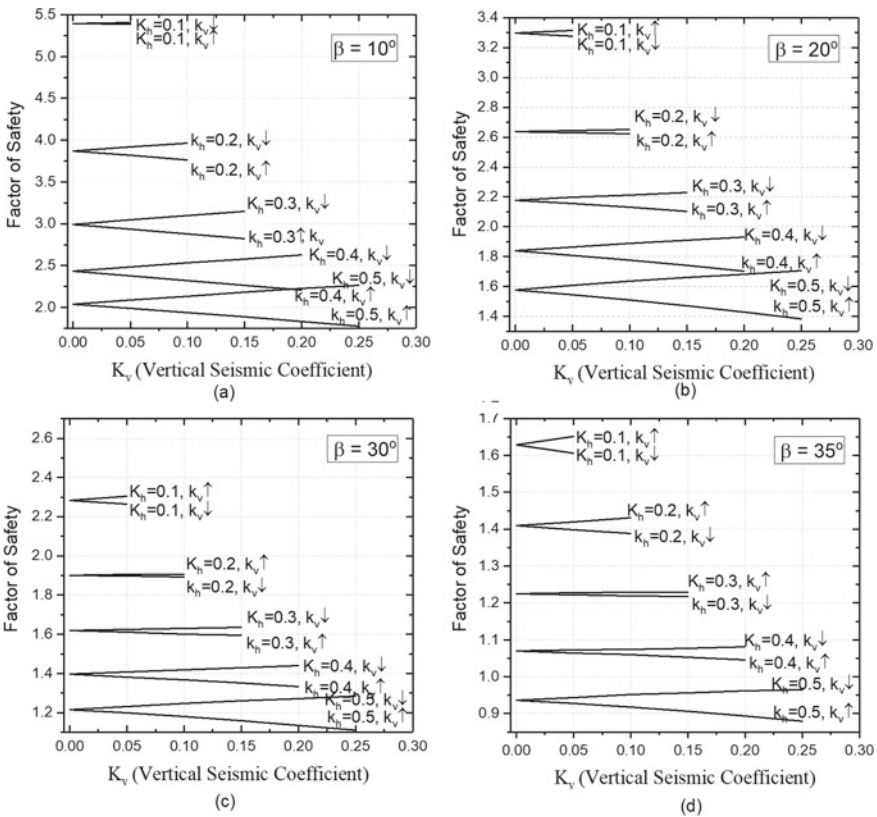 β = 10º
5.5
5.0
4.5
4.0
3.5
3.0
2.5
2.0
Factor of Safety
K_h=0.1, k_v↓
K_h=0.1, k_v↑
k_h=0.2, k_v↓
k_h=0.2, k_v↑
K_h=0.3, k_v↓
k_h=0.3↑, k_v
K_h=0.4, k_v↓
K_h=0.5, k_v↓
k_h=0.4, k_v↑
k_h=0.5, k_v↑
0.00 0.05 0.10 0.15 0.20 0.25 0.30
K_v (Vertical Seismic Coefficient)
(a)
β = 20º
3.4
3.2
3.0
2.8
2.6
2.4
2.2
2.0
1.8
1.6
1.4
Factor of Safety
K_h=0.1, k_v↑
K_h=0.1, k_v↓
K_h=0.2, k_v↓
k_h=0.2, k_v↑
K_h=0.3, k_v↓
k_h=0.3, k_v↑
K_h=0.4, k_v↓
k_h=0.4, k_v↑
K_h=0.5, k_v↓
k_h=0.5, k_v↑
0.00 0.05 0.10 0.15 0.20 0.25 0.30
K_v (Vertical Seismic Coefficient)
(b)
β = 30º
2.6
2.4
2.2
2.0
1.8
1.6
1.4
1.2
Factor of Safety
K_h=0.1, k_v↑
K_h=0.1, k_v↓
K_h=0.2, k_v↑
k_h=0.2, k_v↓
K_h=0.3, k_v↓
k_h=0.3, k_v↑
K_h=0.4, k_v↓
k_h=0.4, k_v↑
K_h=0.5, k_v↓
k_h=0.5, k_v↑
0.00 0.05 0.10 0.15 0.20 0.25 0.30
K_v (Vertical Seismic Coefficient)
(c)
β = 35º
1.7
1.6
1.5
1.4
1.3
1.2
1.1
1.0
0.9
Factor of Safety
K_h=0.1, k_v↑
K_h=0.1, k_v↓
K_h=0.2, k_v↑
k_h=0.2, k_v↓
K_h=0.3, k_v↑
k_h=0.3, k_v↓
K_h=0.4, k_v↓
k_h=0.4, k_v↑
K_h=0.5, k_v↓
k_h=0.5, k_v↑
0.00 0.05 0.10 0.15 0.20 0.25 0.30
K_v (Vertical Seismic Coefficient)
(d)